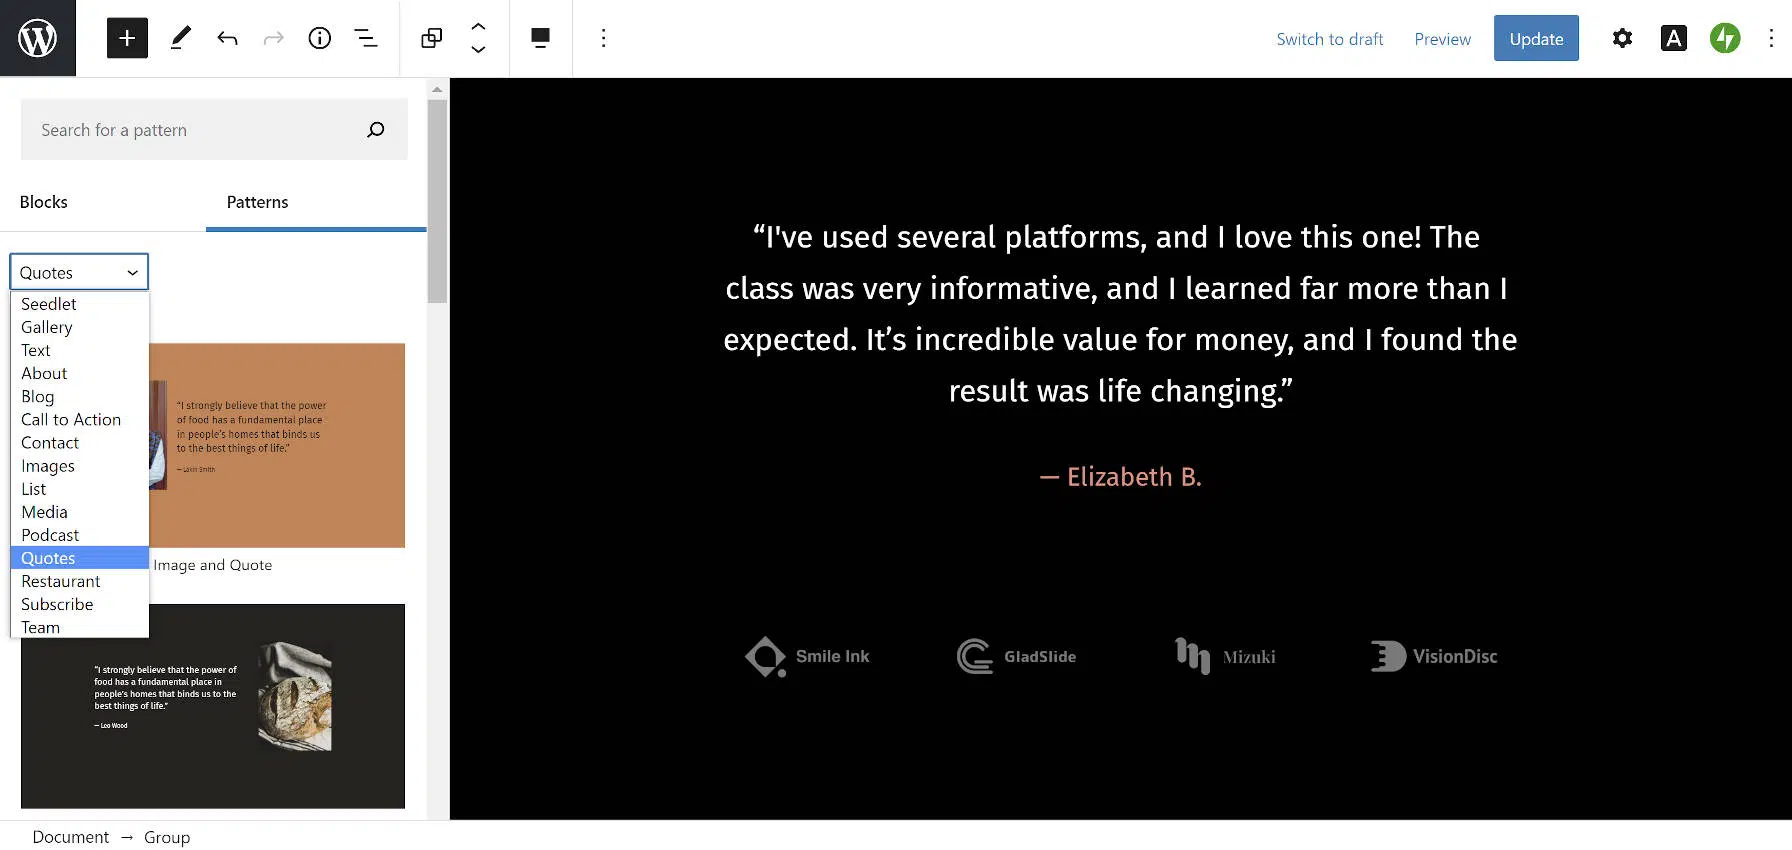 Switch to draft
Preview
Update
A
Search for a pattern
Blocks
Patterns
Quotes
Seedlet
Gallery
Text
About
Blog
Call to Action
Contact
Images
List
Media
Podcast
Quotes
Restaurant
Subscribe
Team
“I strongly believe that the power
of food has a fundamental place
in people’s homes that binds us
to the best things of life.”
Image and Quote
“I strongly believe that the power of
food has a fundamental place in
people’s homes that binds us to the
best things of life.”
— Leo Wood
“I've used several platforms, and I love this one! The
class was very informative, and I learned far more than I
expected. It’s incredible value for money, and I found the
result was life changing.”
— Elizabeth B.
Smile Ink
GladSlide
Mizuki
VisionDisc
Document → Group